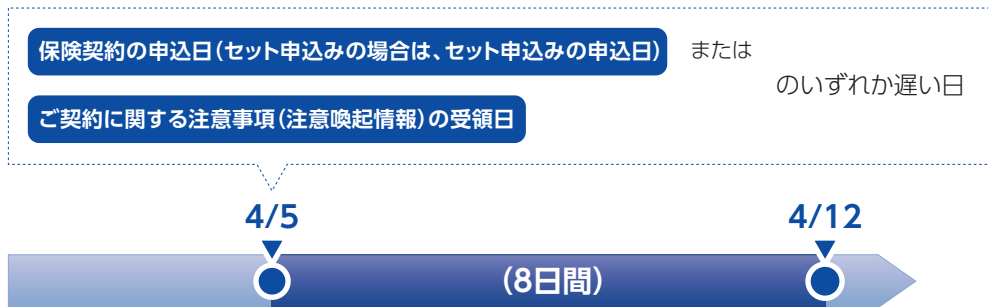 保険契約の申込日(セット申込みの場合は、セット申込みの申込日) または
のいずれか遅い日
ご契約に関する注意事項(注意喚起情報)の受領日
4/5 4/12
(8日間)